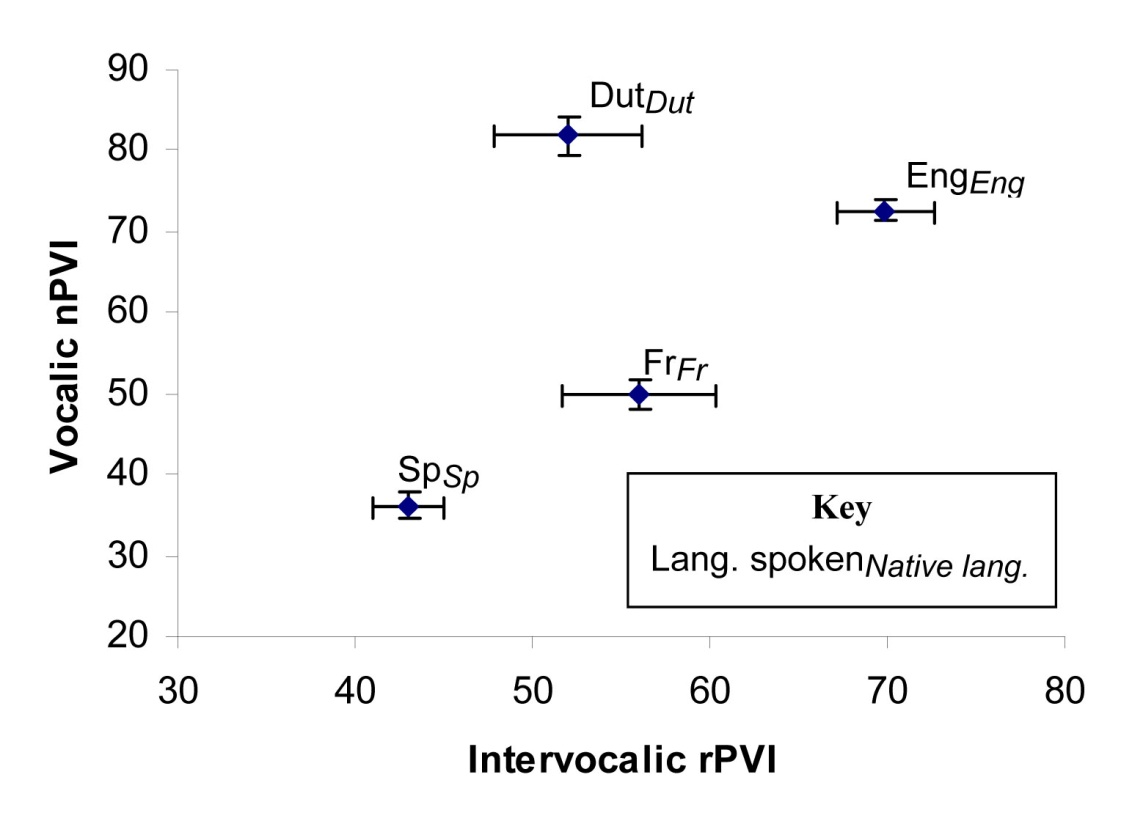 90
80
70
60
50
40
30
20
Vocalic nPVI
DutDut
EngEng
FrFr
SpSp
Key
Lang. spokenNative lang.
30 40 50 60 70 80
Intervocalic rPVI